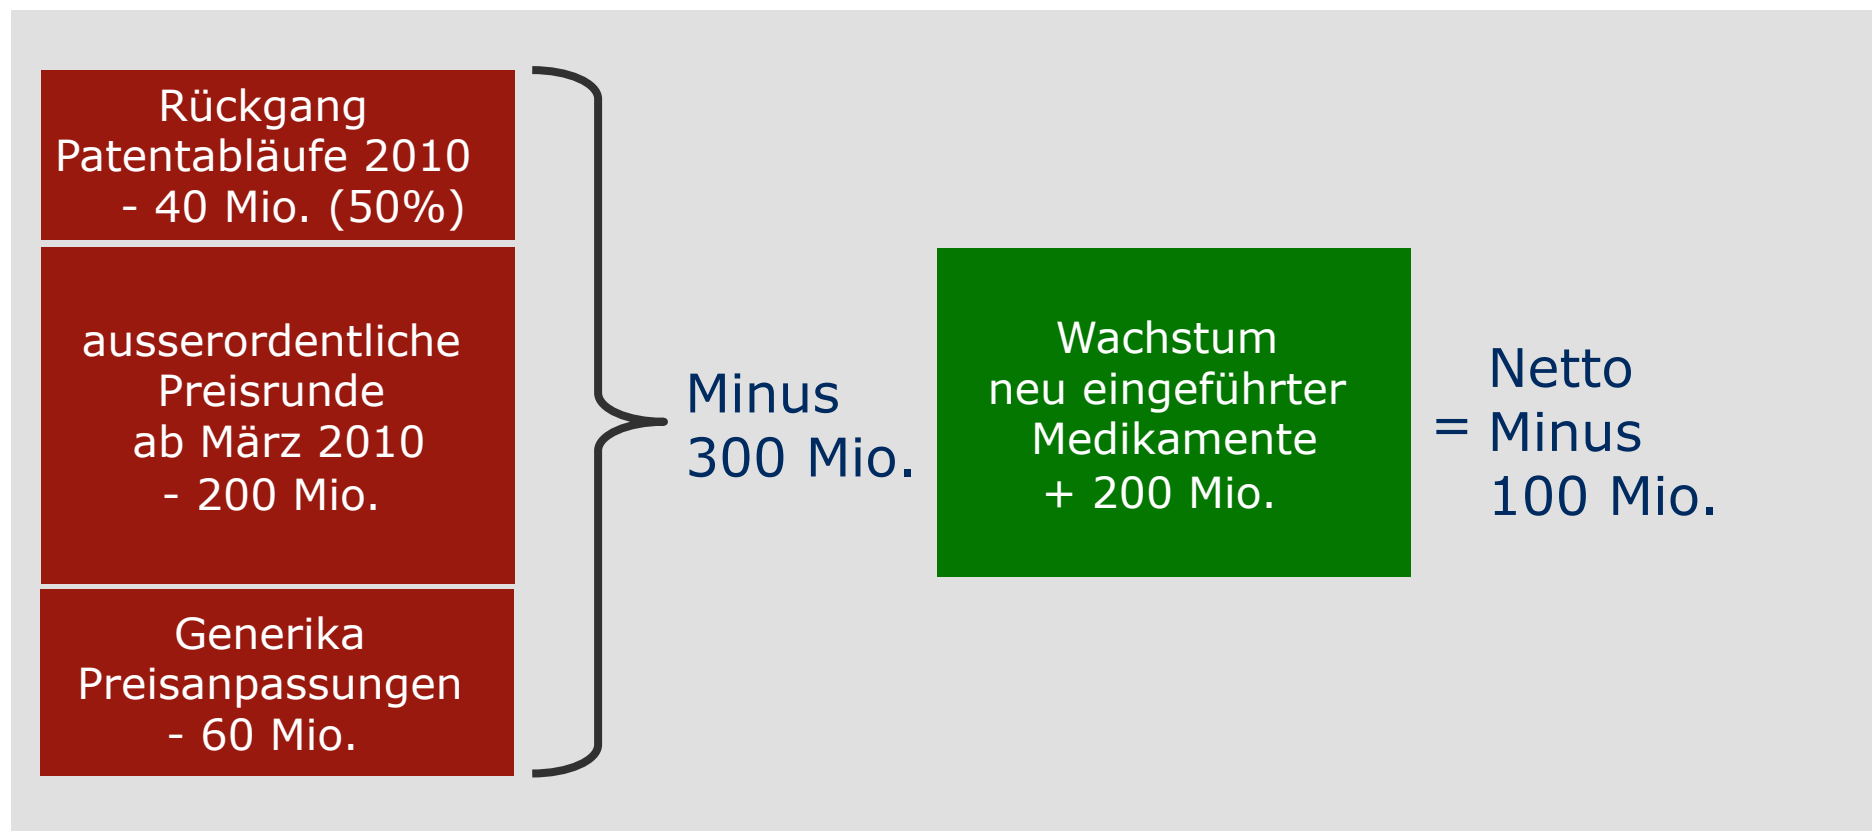 Rückgang
Patentabläufe 2010
- 40 Mio. (50%)
ausserordentliche
Preisrunde
ab März 2010
- 200 Mio.
Generika
Preisanpassungen
- 60 Mio.
Minus
300 Mio.
Wachstum
neu eingeführter
Medikamente
+ 200 Mio.
=
Netto
Minus
100 Mio.